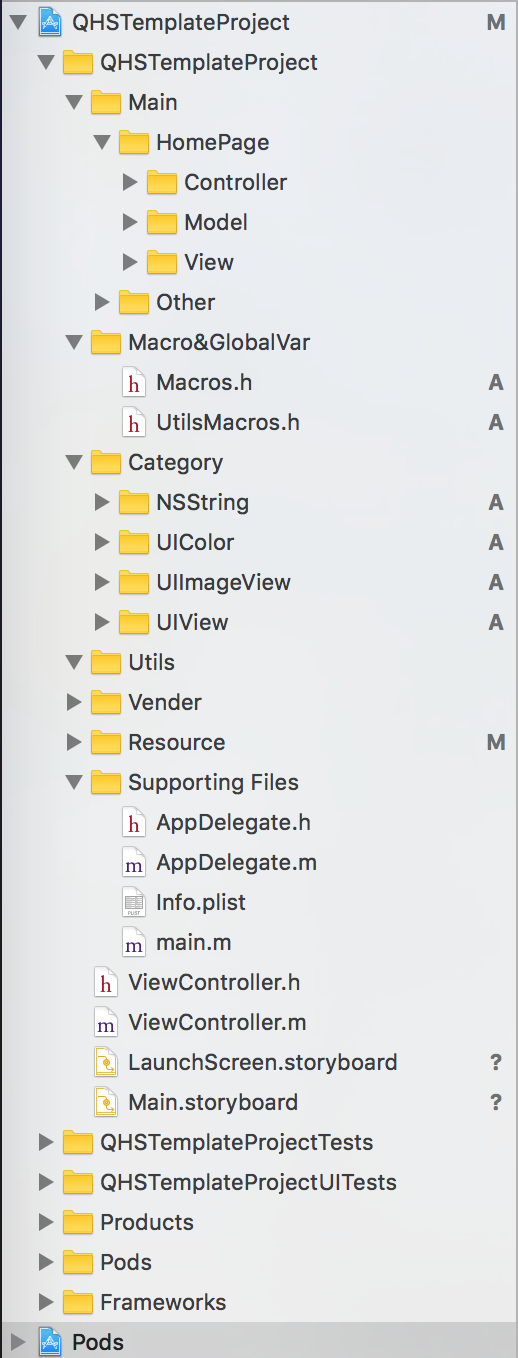 QHSTemplateProject M
QHSTemplateProject
Main
HomePage
Controller
Model
View
Other
Macro&GlobalVar
h Macros.h A
h UtilsMacros.h A
Category
NSString A
UIColor A
UIImageView A
UIView A
Utils
Vender
Resource M
Supporting Files
h AppDelegate.h
m AppDelegate.m
PLIST Info.plist
m main.m
h ViewController.h
m ViewController.m
LaunchScreen.storyboard ?
Main.storyboard ?
QHSTemplateProjectTests
QHSTemplateProjectUITests
Products
Pods
Frameworks
Pods